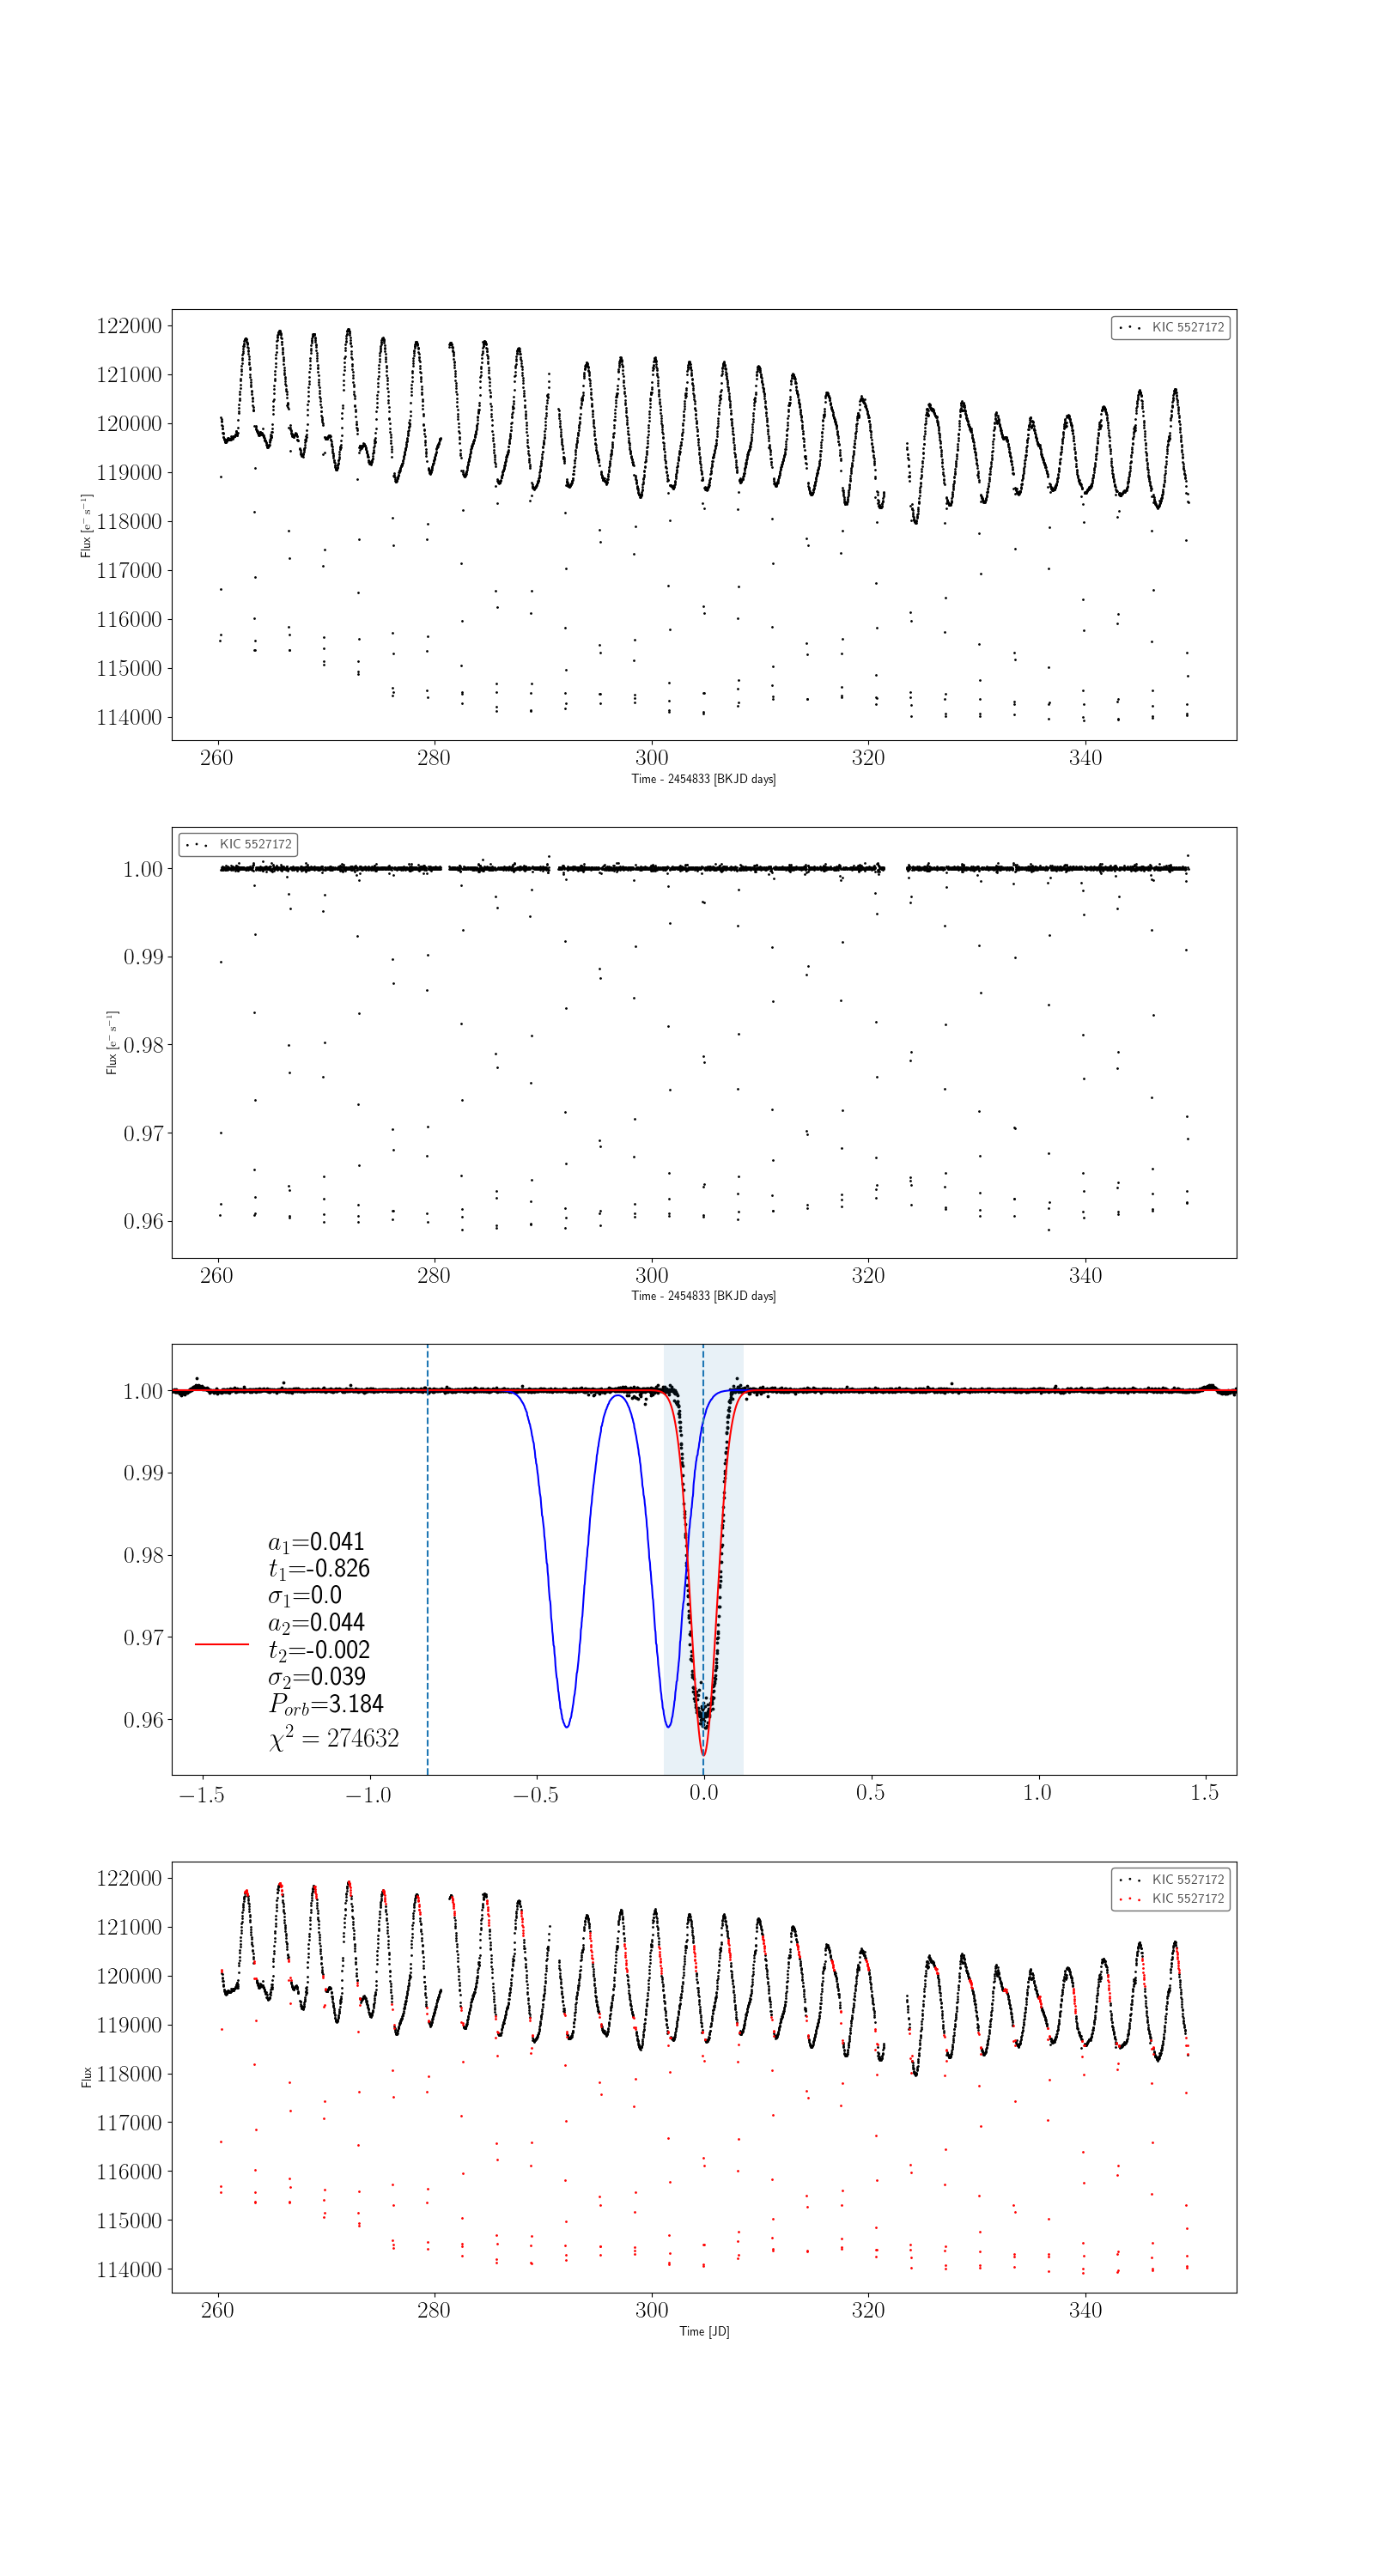 122000
121000
120000
119000
118000
117000
116000
115000
114000
Flux [e⁻ s⁻¹]
KIC 5527172
260 280 300 320 340
Time - 2454833 [BKJD days]
1.00
0.99
0.98
0.97
0.96
Flux [e⁻ s⁻¹]
KIC 5527172
260 280 300 320 340
Time - 2454833 [BKJD days]
1.00
0.99
0.98
0.97
0.96
a₁=0.041
t₁=-0.826
σ₁=0.0
a₂=0.044
t₂=-0.002
σ₂=0.039
P_orb=3.184
χ² = 274632
−1.5 −1.0 −0.5 0.0 0.5 1.0 1.5
122000
121000
120000
119000
118000
117000
116000
115000
114000
Flux
KIC 5527172
KIC 5527172
260 280 300 320 340
Time [JD]